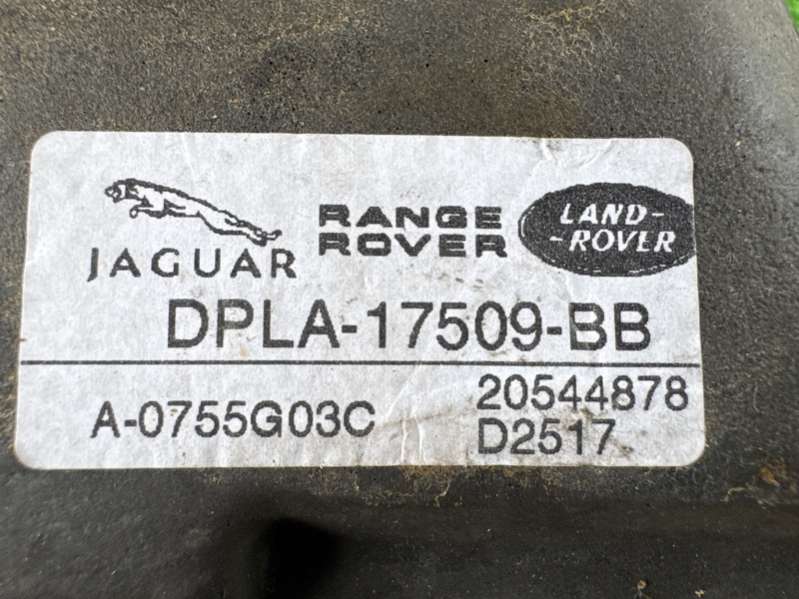 JAGUAR
RANGE
ROVER
LAND-
-ROVER
DPLA-17509-BB
A-0755G03C
20544878
D2517